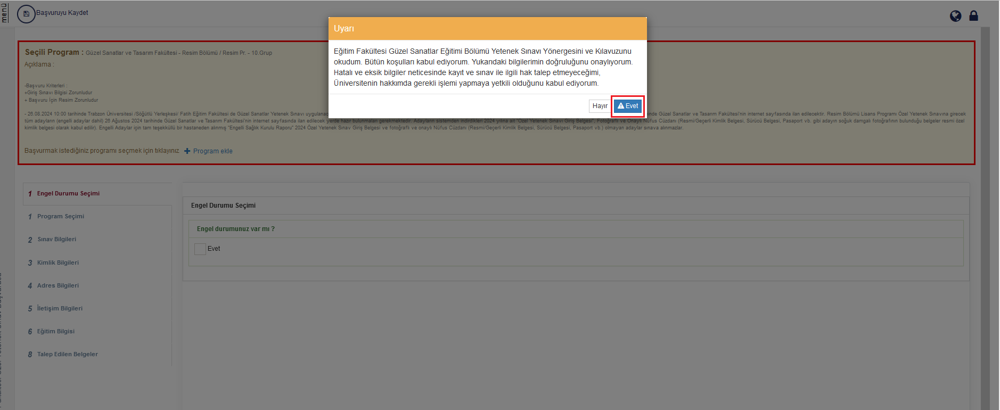 menü
Başvuruyu Kaydet
Uyarı
Eğitim Fakültesi Güzel Sanatlar Eğitimi Bölümü Yetenek Sınavı Yönergesini ve Kılavuzunu
okudum. Bütün koşulları kabul ediyorum. Yukarıdaki bilgilerimin doğruluğunu onaylıyorum.
Hatalı ve eksik bilgiler neticesinde kayıt ve sınav ile ilgili hak talep etmeyeceğimi,
Üniversitenin hakkımda gerekli işlemi yapmaya yetkili olduğunu kabul ediyorum.
Hayır
Evet
Seçili Program : Güzel Sanatlar ve Tasarım Fakültesi - Resim Bölümü / Resim Pr. - 10.Grup
Açıklama :
-Başvuru Kriterleri :
+Giriş Sınavı Bilgisi Zorunludur
+ Başvuru İçin Resim Zorunludur
- 26.08.2024 10:00 tarihinde Trabzon Üniversitesi /Söğütlü Yerleşkesi/ Fatih Eğitim Fakültesi de Güzel Sanatlar Yetenek Sınavı Güzel Sanatlar ve Tasarım Fakültesi'nin internet sayfasında ilan edilecektir. Resim Bölümü Lisans Programı Özel Yetenek Sınavına girecek
tüm adayların (engelli adaylar dahil) 26 Ağustos 2024 tarihinde Güzel Sanatlar ve Tasarım Fakültesi'nin internet sayfasında ilan edilecek yerde hazır bulunmaları gerekmektedir. Adayların sistemden indirdikleri 2024 yılına ait "Özel Yetenek Sınavı Giriş Belgesi", Fotoğraflı ve Onaylı Nüfus Cüzdanı (Resmi/Geçerli Kimlik Belgesi, Sürücü Belgesi, Pasaport vb. gibi adayın soğuk damgalı fotoğrafının bulunduğu belgeler resmi özel
kimlik belgesi olarak kabul edilir). Engelli Adaylar için tam teşekküllü bir hastaneden alınmış "Engelli Sağlık Kurulu Raporu" 2024 Özel Yetenek Sınav Giriş Belgesi ve fotoğraflı ve onaylı Nüfus Cüzdanı (Resmi/Geçerli Kimlik Belgesi, Sürücü Belgesi, Pasaport vb.) olmayan adaylar sınava alınmazlar.
Başvurmak istediğiniz programı seçmek için tıklayınız Program ekle
1 Engel Durumu Seçimi
1 Program Seçimi
2 Sınav Bilgileri
3 Kimlik Bilgileri
4 Adres Bilgileri
5 İletişim Bilgileri
6 Eğitim Bilgisi
8 Talep Edilen Belgeler
Engel Durumu Seçimi
Engel durumunuz var mı ?
Evet